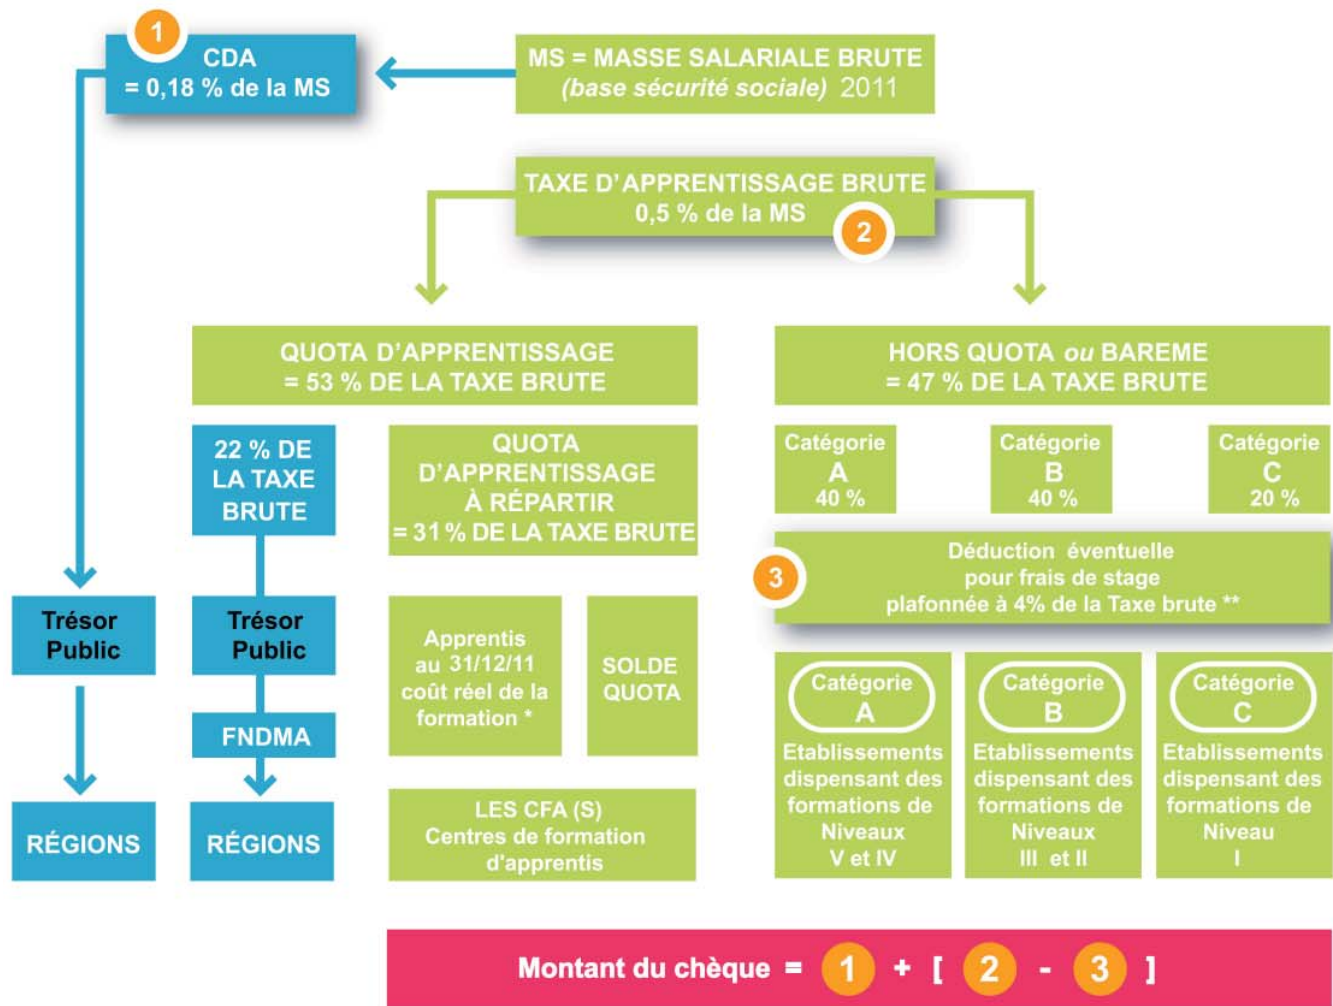 1
CDA
= 0,18 % de la MS
MS = MASSE SALARIALE BRUTE
(base sécurité sociale) 2011
TAXE D'APPRENTISSAGE BRUTE
0,5 % de la MS
2
QUOTA D'APPRENTISSAGE
= 53 % DE LA TAXE BRUTE
HORS QUOTA ou BAREME
= 47 % DE LA TAXE BRUTE
22 % DE
LA TAXE
BRUTE
QUOTA
D'APPRENTISSAGE
À RÉPARTIR
= 31 % DE LA TAXE BRUTE
Catégorie
A
40 %
Catégorie
B
40 %
Catégorie
C
20 %
3
Déduction éventuelle
pour frais de stage
plafonnée à 4% de la Taxe brute **
Trésor
Public
Trésor
Public
Apprentis
au 31/12/11
coût réel de la
formation *
SOLDE
QUOTA
FNDMA
Catégorie
A
Etablissements
dispensant des
formations de
Niveaux
V et IV
Catégorie
B
Etablissements
dispensant des
formations de
Niveaux
III et II
Catégorie
C
Etablissements
dispensant des
formations de
Niveau
I
RÉGIONS
RÉGIONS
LES CFA (S)
Centres de formation
d'apprentis
Montant du chèque = 1 + [ 2 - 3 ]